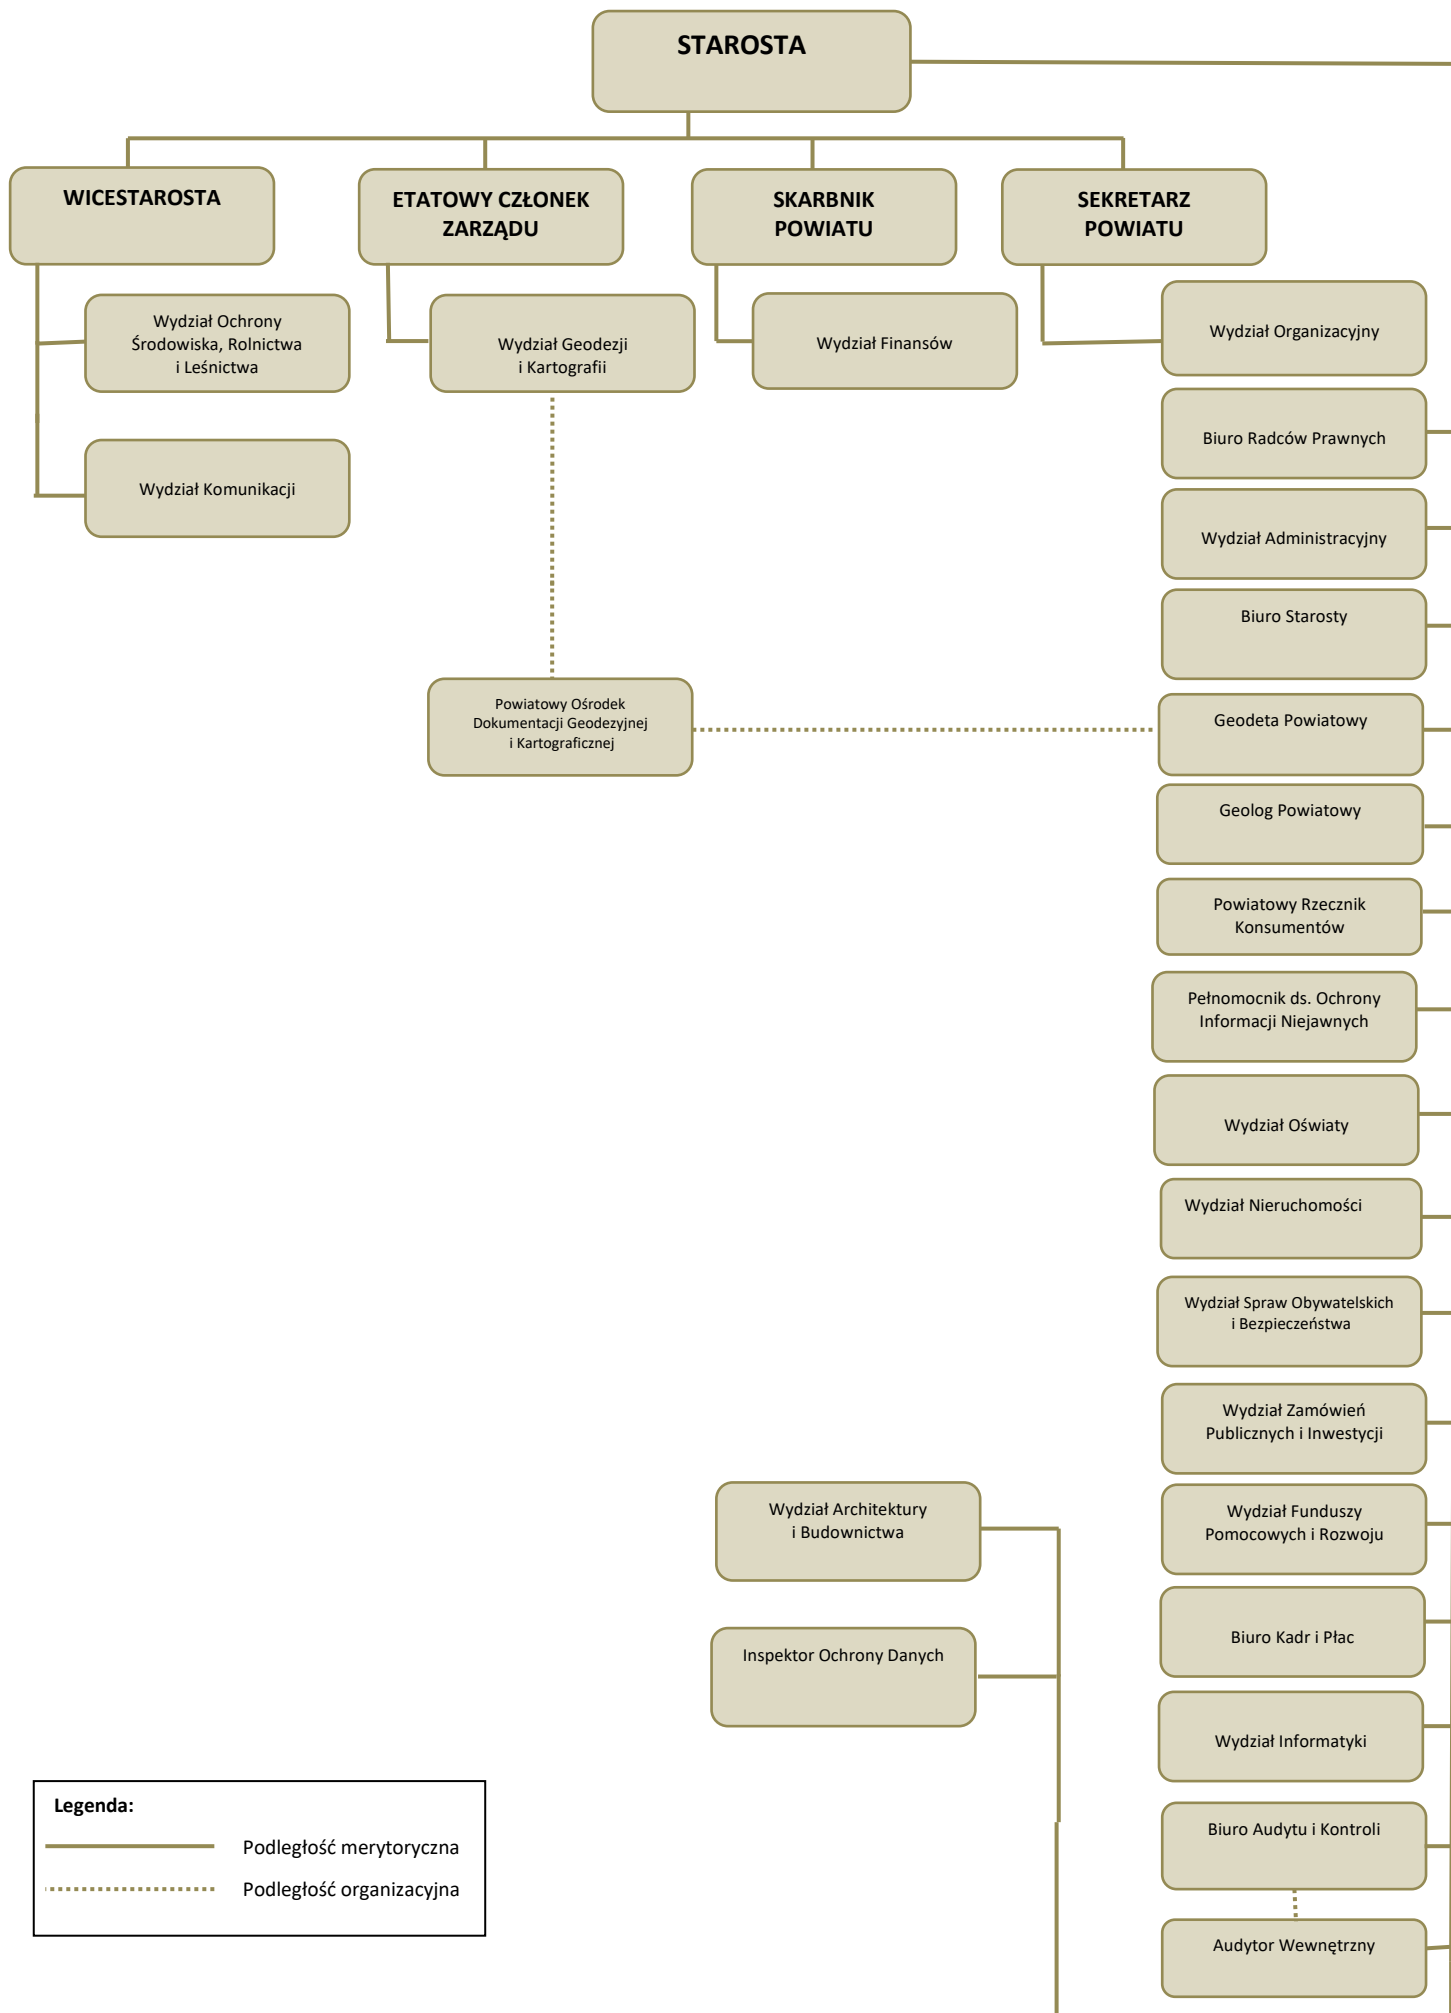 STAROSTA
WICESTAROSTA
ETATOWY CZŁONEK
ZARZĄDU
SKARBNIK
POWIATU
SEKRETARZ
POWIATU
Wydział Ochrony
Środowiska, Rolnictwa
i Leśnictwa
Wydział Geodezji
i Kartografii
Wydział Finansów
Wydział Organizacyjny
Biuro Radców Prawnych
Wydział Komunikacji
Wydział Administracyjny
Biuro Starosty
Powiatowy Ośrodek
Dokumentacji Geodezyjnej
i Kartograficznej
Geodeta Powiatowy
Geolog Powiatowy
Powiatowy Rzecznik
Konsumentów
Pełnomocnik ds. Ochrony
Informacji Niejawnych
Wydział Oświaty
Wydział Nieruchomości
Wydział Spraw Obywatelskich
i Bezpieczeństwa
Wydział Zamówień
Publicznych i Inwestycji
Wydział Architektury
i Budownictwa
Wydział Funduszy
Pomocowych i Rozwoju
Biuro Kadr i Płac
Inspektor Ochrony Danych
Wydział Informatyki
Biuro Audytu i Kontroli
Audytor Wewnętrzny
Legenda:
Podległość merytoryczna
Podległość organizacyjna